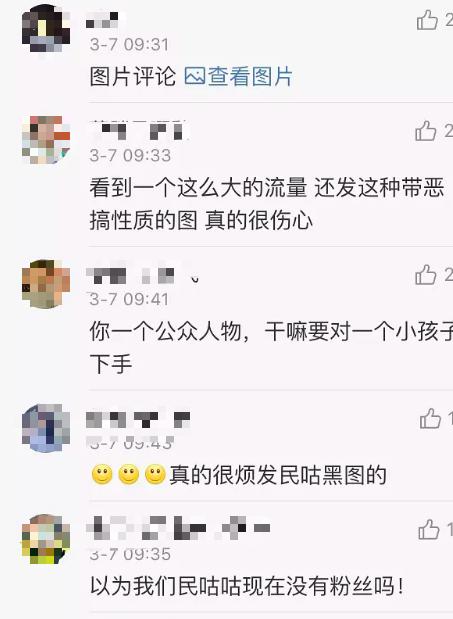 2
3-7 09:31
图片评论 查看图片
3-7 09:33
2
看到一个这么大的流量 还发这种带恶
搞性质的图 真的很伤心
2
3-7 09:41
你一个公众人物，干嘛要对一个小孩子
下手
1
3-7 09:43
真的很烦发民咕黑图的
1
3-7 09:35
以为我们民咕咕现在没有粉丝吗！